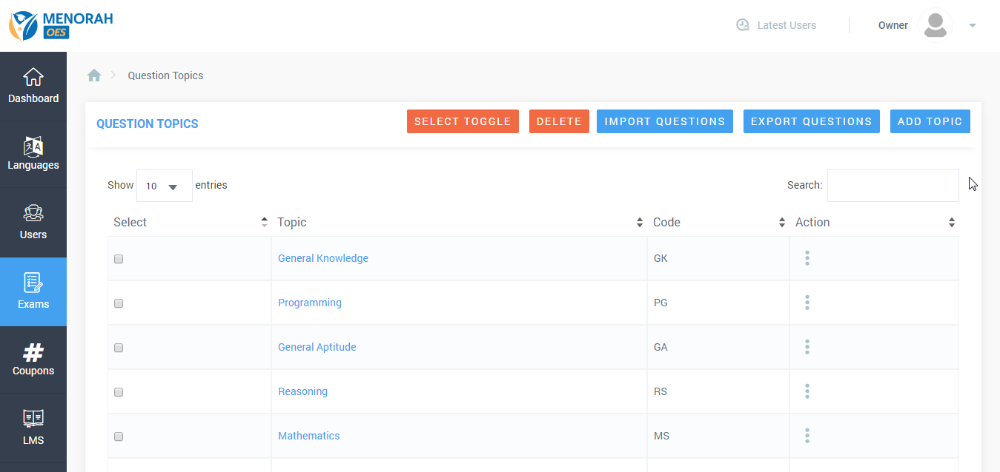 MENORAH
OES
Latest Users
Owner
Dashboard
Languages
Users
Exams
Coupons
LMS
Question Topics
QUESTION TOPICS
SELECT TOGGLE
DELETE
IMPORT QUESTIONS
EXPORT QUESTIONS
ADD TOPIC
Show 10 entries
Search:
Select Topic Code Action
General Knowledge GK
Programming PG
General Aptitude GA
Reasoning RS
Mathematics MS